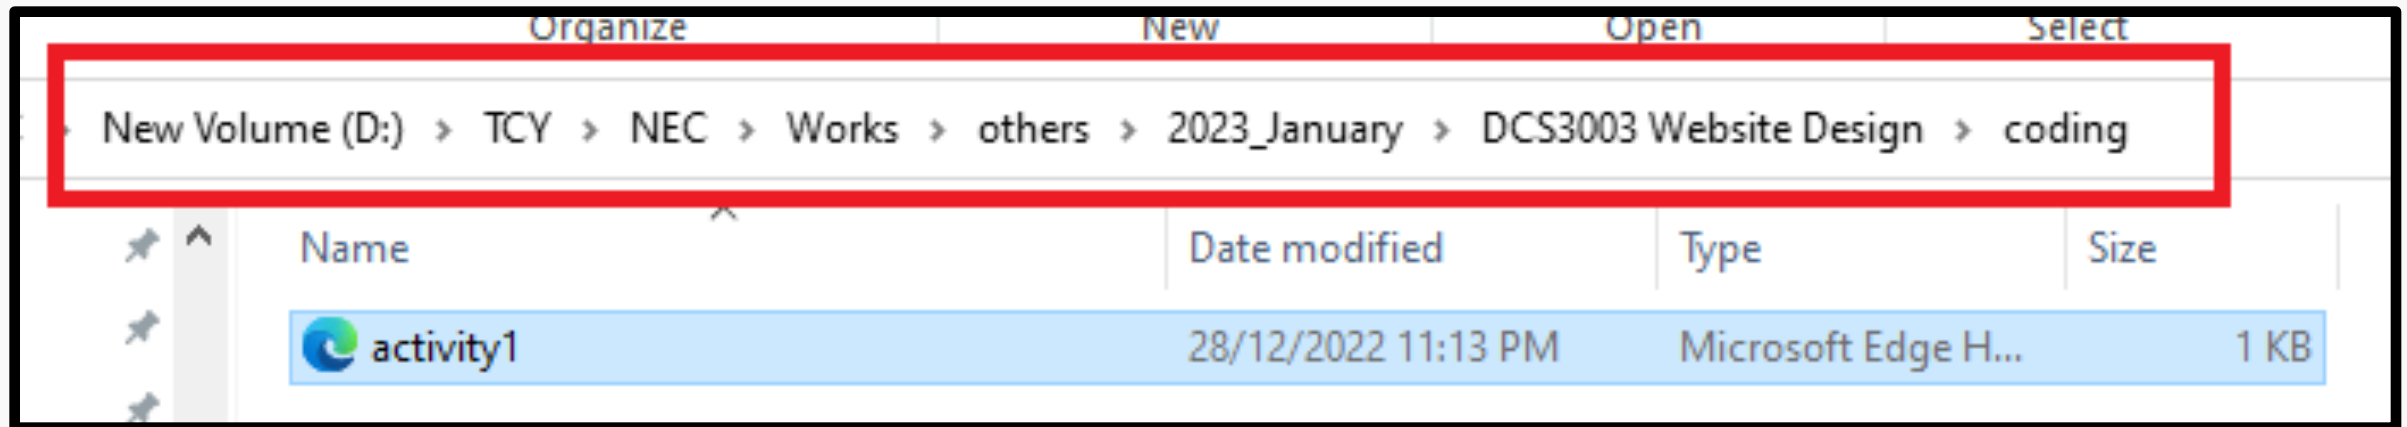 Organize New Open Select
New Volume (D:) > TCY > NEC > Works > others > 2023_January > DCS3003 Website Design > coding
Name Date modified Type Size
activity1 28/12/2022 11:13 PM Microsoft Edge H... 1 KB